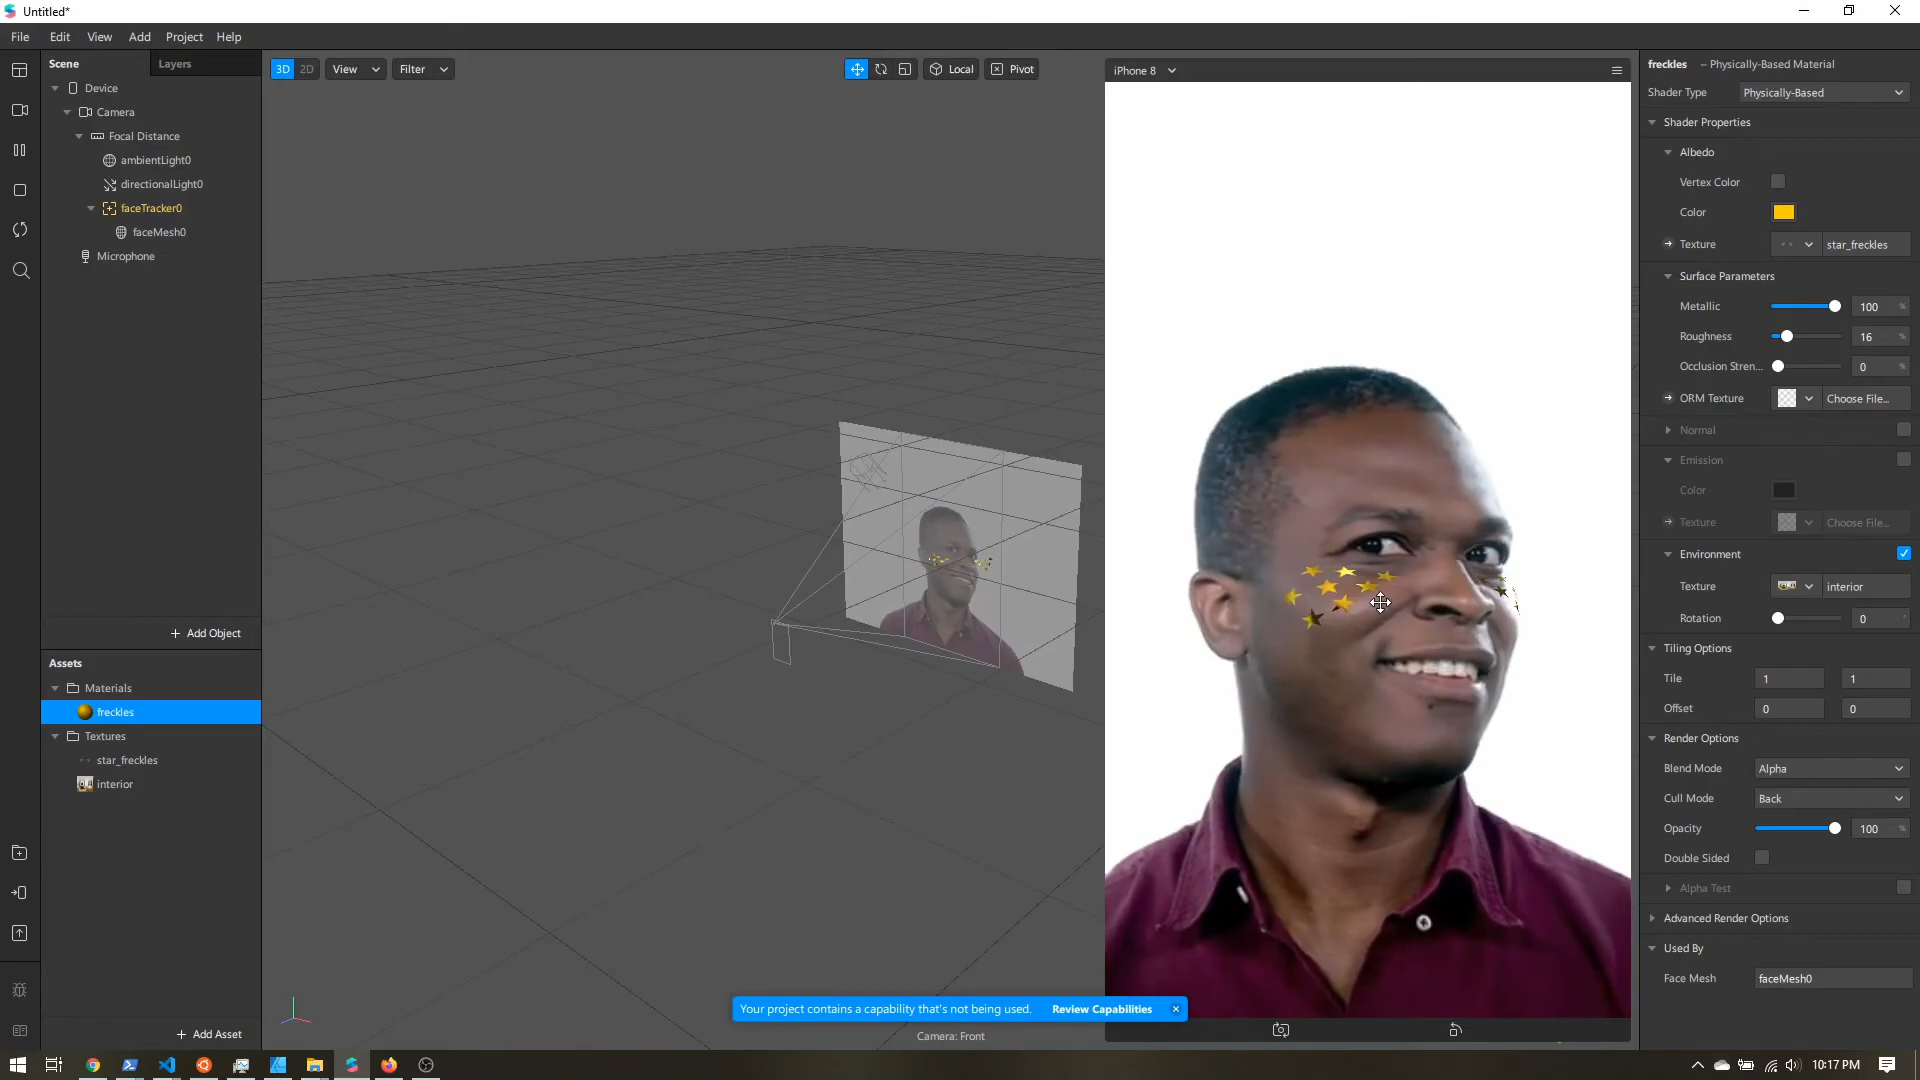 Untitled*
File Edit View Add Project Help
Scene
Layers
Device
Camera
Focal Distance
ambientLight0
directionalLight0
faceTracker0
faceMesh0
Microphone
+ Add Object
Assets
Materials
freckles
Textures
star_freckles
interior
+ Add Asset
3D 2D View Filter
Local Pivot
iPhone 8
Your project contains a capability that's not being used. Review Capabilities
Camera: Front
freckles – Physically-Based Material
Shader Type Physically-Based
Shader Properties
Albedo
Vertex Color
Color
Texture star_freckles
Surface Parameters
Metallic 100 %
Roughness 16 %
Occlusion Stren... 0 %
ORM Texture Choose File...
Normal
Emission
Color
Texture Choose File...
Environment
Texture interior
Rotation 0 °
Tiling Options
Tile 1 1
Offset 0 0
Render Options
Blend Mode Alpha
Cull Mode Back
Opacity 100 %
Double Sided
Alpha Test
Advanced Render Options
Used By
Face Mesh faceMesh0
10:17 PM